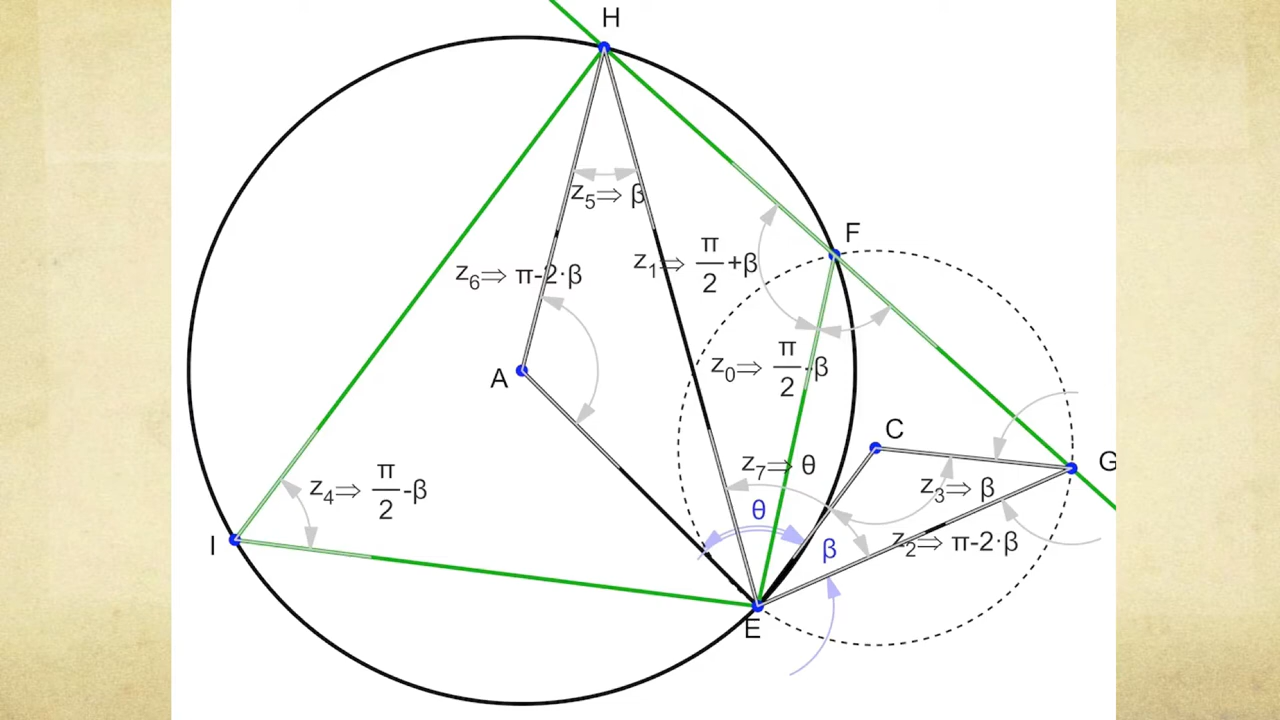 H
z5⇒ β
F
z1⇒ π/2+β
z6⇒ π-2·β
z0⇒ π/2-β
A
C
G
z7⇒ θ
z3⇒ β
z4⇒ π/2-β
θ
I
β
z2⇒ π-2·β
E